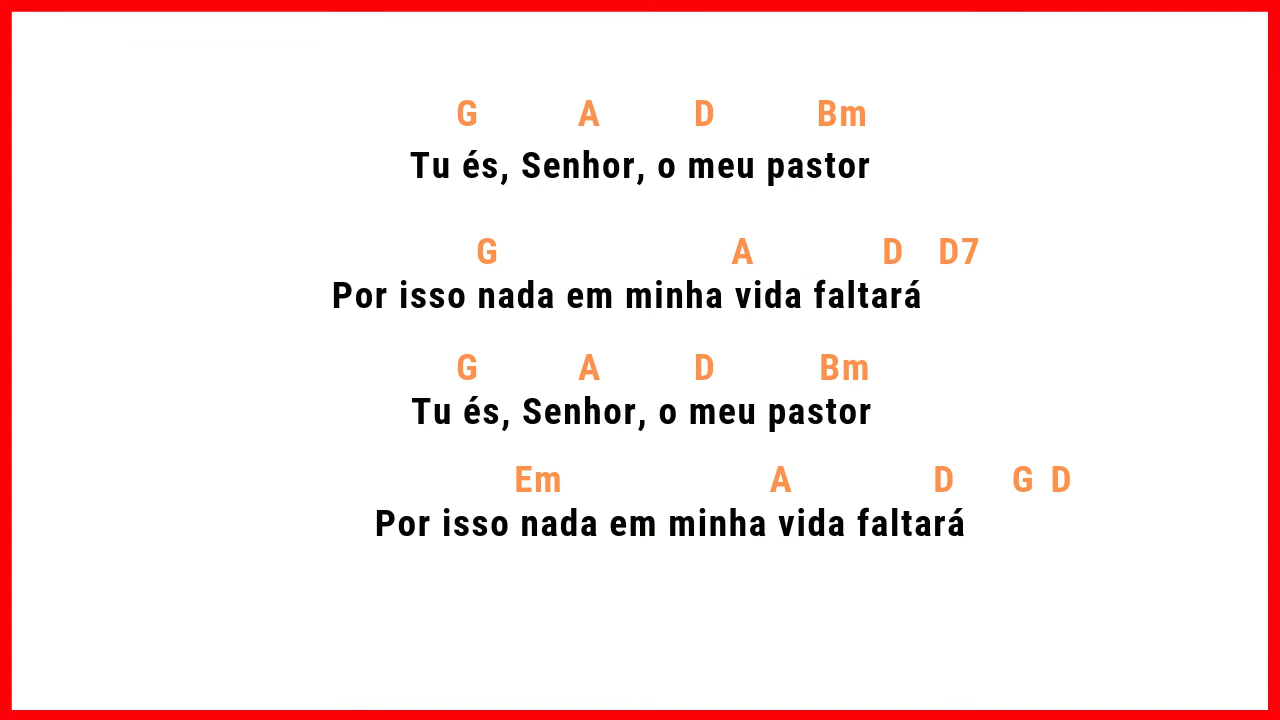 G A D Bm
Tu és, Senhor, o meu pastor
G A D D7
Por isso nada em minha vida faltará
G A D Bm
Tu és, Senhor, o meu pastor
Em A D G D
Por isso nada em minha vida faltará